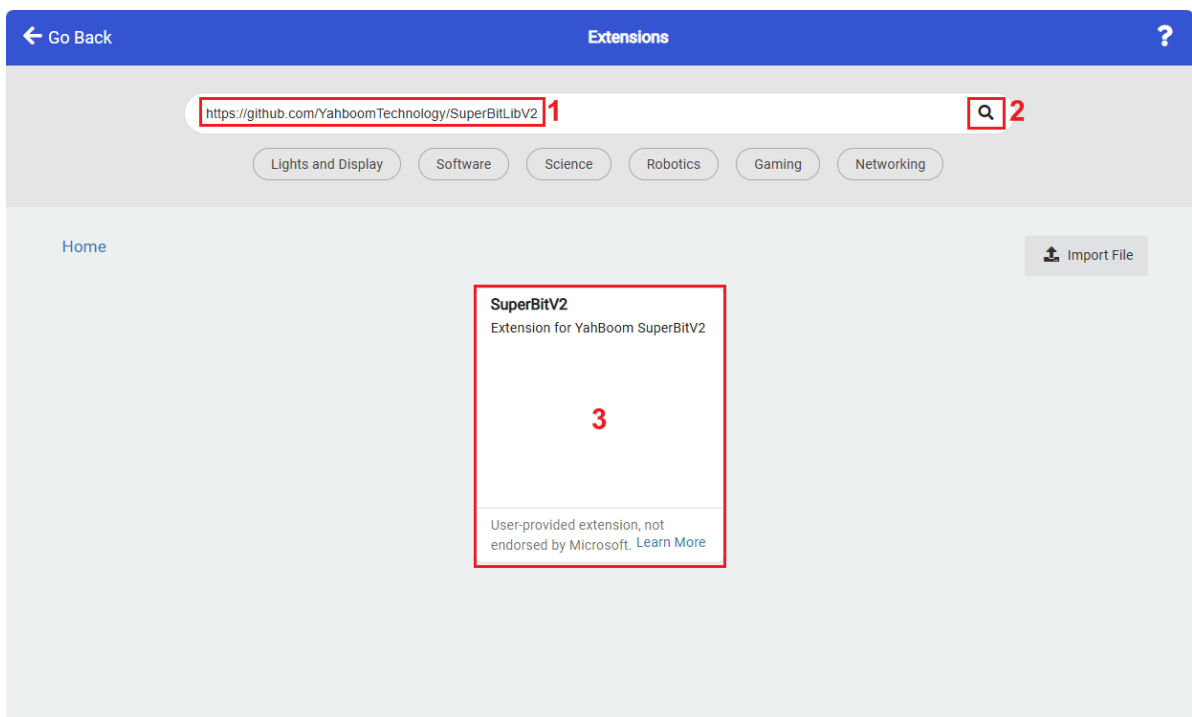 Go Back
Extensions
?
https://github.com/YahboomTechnology/SuperBitLibV2
1
2
Lights and Display
Software
Science
Robotics
Gaming
Networking
Home
Import File
SuperBitV2
Extension for YahBoom SuperBitV2
3
User-provided extension, not
endorsed by Microsoft. Learn More